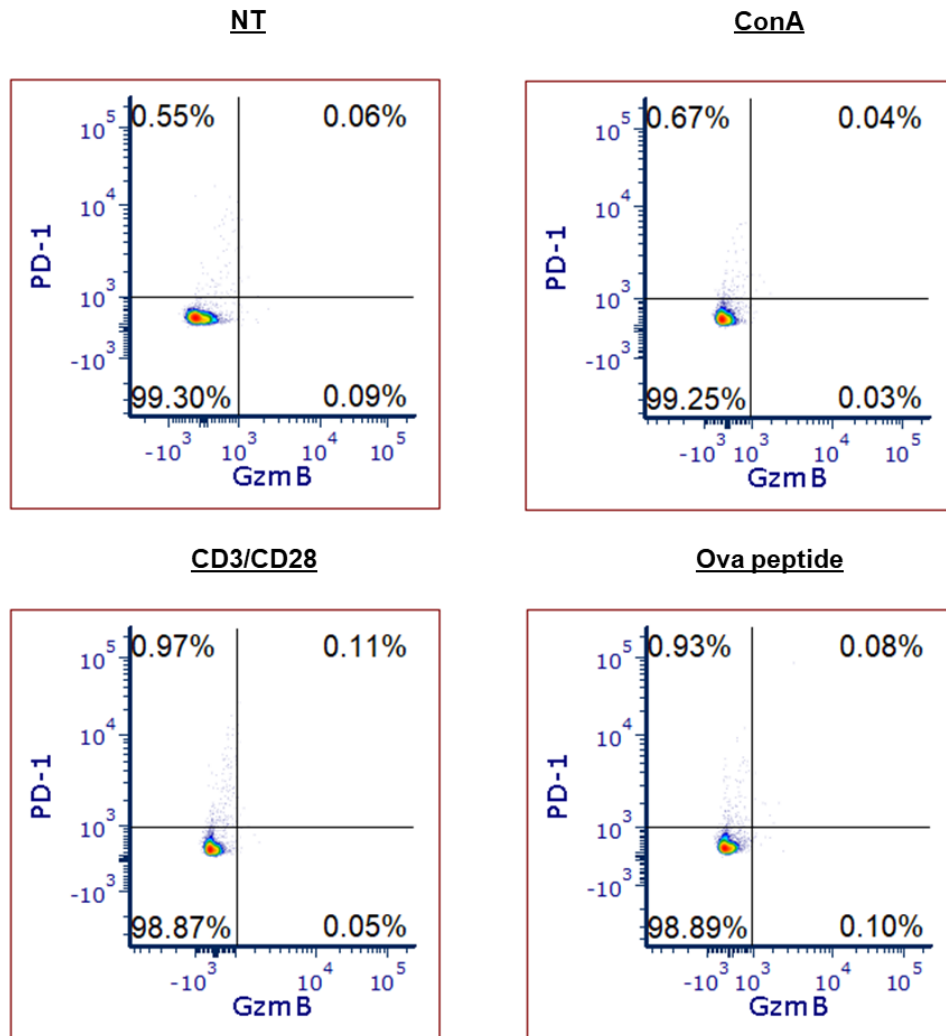 NT
0.55% 0.06%
10^5
10^4
10^3
-10^3
PD-1
99.30% 0.09%
-10^3 10^3 10^4 10^5
GzmB
ConA
0.67% 0.04%
10^5
10^4
10^3
-10^3
PD-1
99.25% 0.03%
-10^3 10^3 10^4 10^5
GzmB
CD3/CD28
0.97% 0.11%
10^5
10^4
10^3
-10^3
PD-1
98.87% 0.05%
-10^3 10^4 10^5
GzmB
Ova peptide
0.93% 0.08%
10^5
10^4
10^3
-10^3
PD-1
98.89% 0.10%
-10^3 10^3 10^4 10^5
GzmB